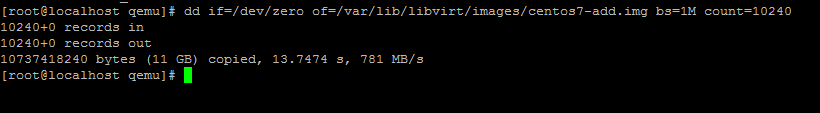 [root@localhost qemu]# dd if=/dev/zero of=/var/lib/libvirt/images/centos7-add.img bs=1M count=10240
10240+0 records in
10240+0 records out
10737418240 bytes (11 GB) copied, 13.7474 s, 781 MB/s
[root@localhost qemu]#